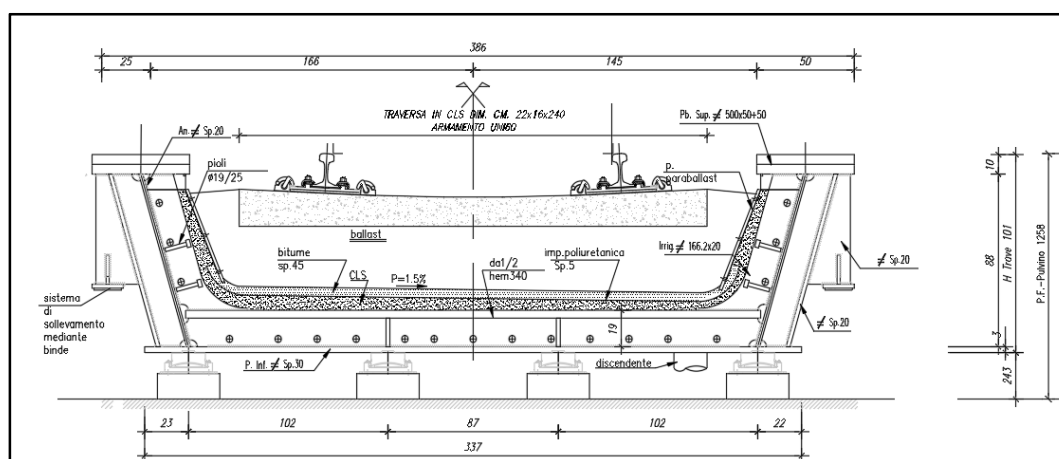 386
25 166 145 50
TRAVERSA IN CLS DIM. CM. 22x16x240
ARMAMENTO UNI60
An.≠ Sp.20
Pb. Sup.≠ 500x50+50
pioli
ø19/25
p.
paraballast
10
ballast
bitume
sp.45
CLS
P=1.5%
da1/2
hem340
imp.poliuretanica
Sp.5
Irrig.≠ 166.2x20
≠ Sp.20
88
H Trave 101
P.F.-Pulvino 1258
sistema
di
sollevamento
mediante
binde
19
≠ Sp.20
3
P. Inf.≠ Sp.30
discendente
243
23 102 87 102 22
337